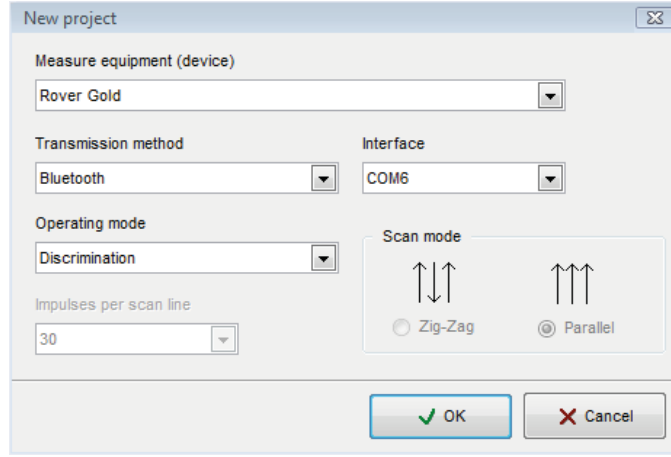 New project
Measure equipment (device)
Rover Gold
Transmission method
Interface
Bluetooth
COM6
Operating mode
Discrimination
Scan mode
Impulses per scan line
30
Zig-Zag
Parallel
OK
Cancel